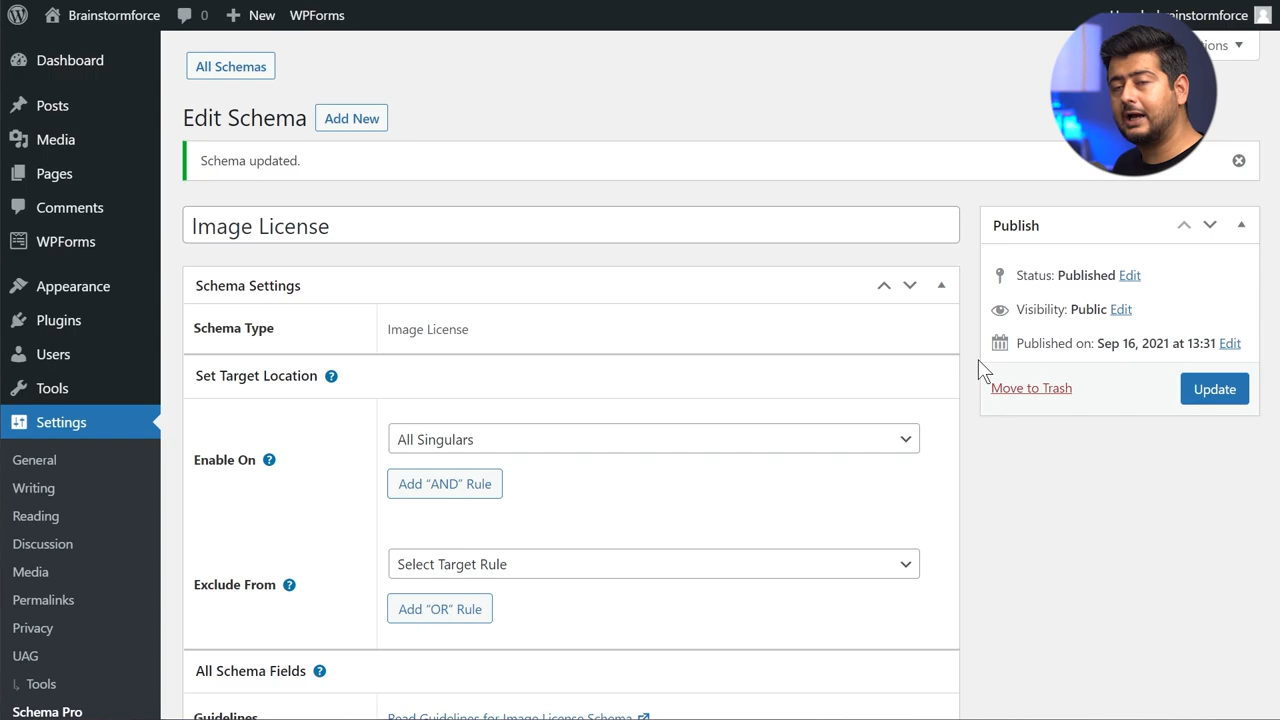 Brainstormforce
0
New
WPForms
Dashboard
Posts
Media
Pages
Comments
WPForms
Appearance
Plugins
Users
Tools
Settings
General
Writing
Reading
Discussion
Media
Permalinks
Privacy
UAG
Tools
Schema Pro
All Schemas
Edit Schema
Add New
Schema updated.
Image License
Schema Settings
Schema Type
Image License
Set Target Location ?
Enable On ?
All Singulars
Add “AND” Rule
Exclude From ?
Select Target Rule
Add “OR” Rule
All Schema Fields ?
Guidelines
Read Guidelines for Image License Schema
Publish
Status: Published Edit
Visibility: Public Edit
Published on: Sep 16, 2021 at 13:31 Edit
Move to Trash
Update